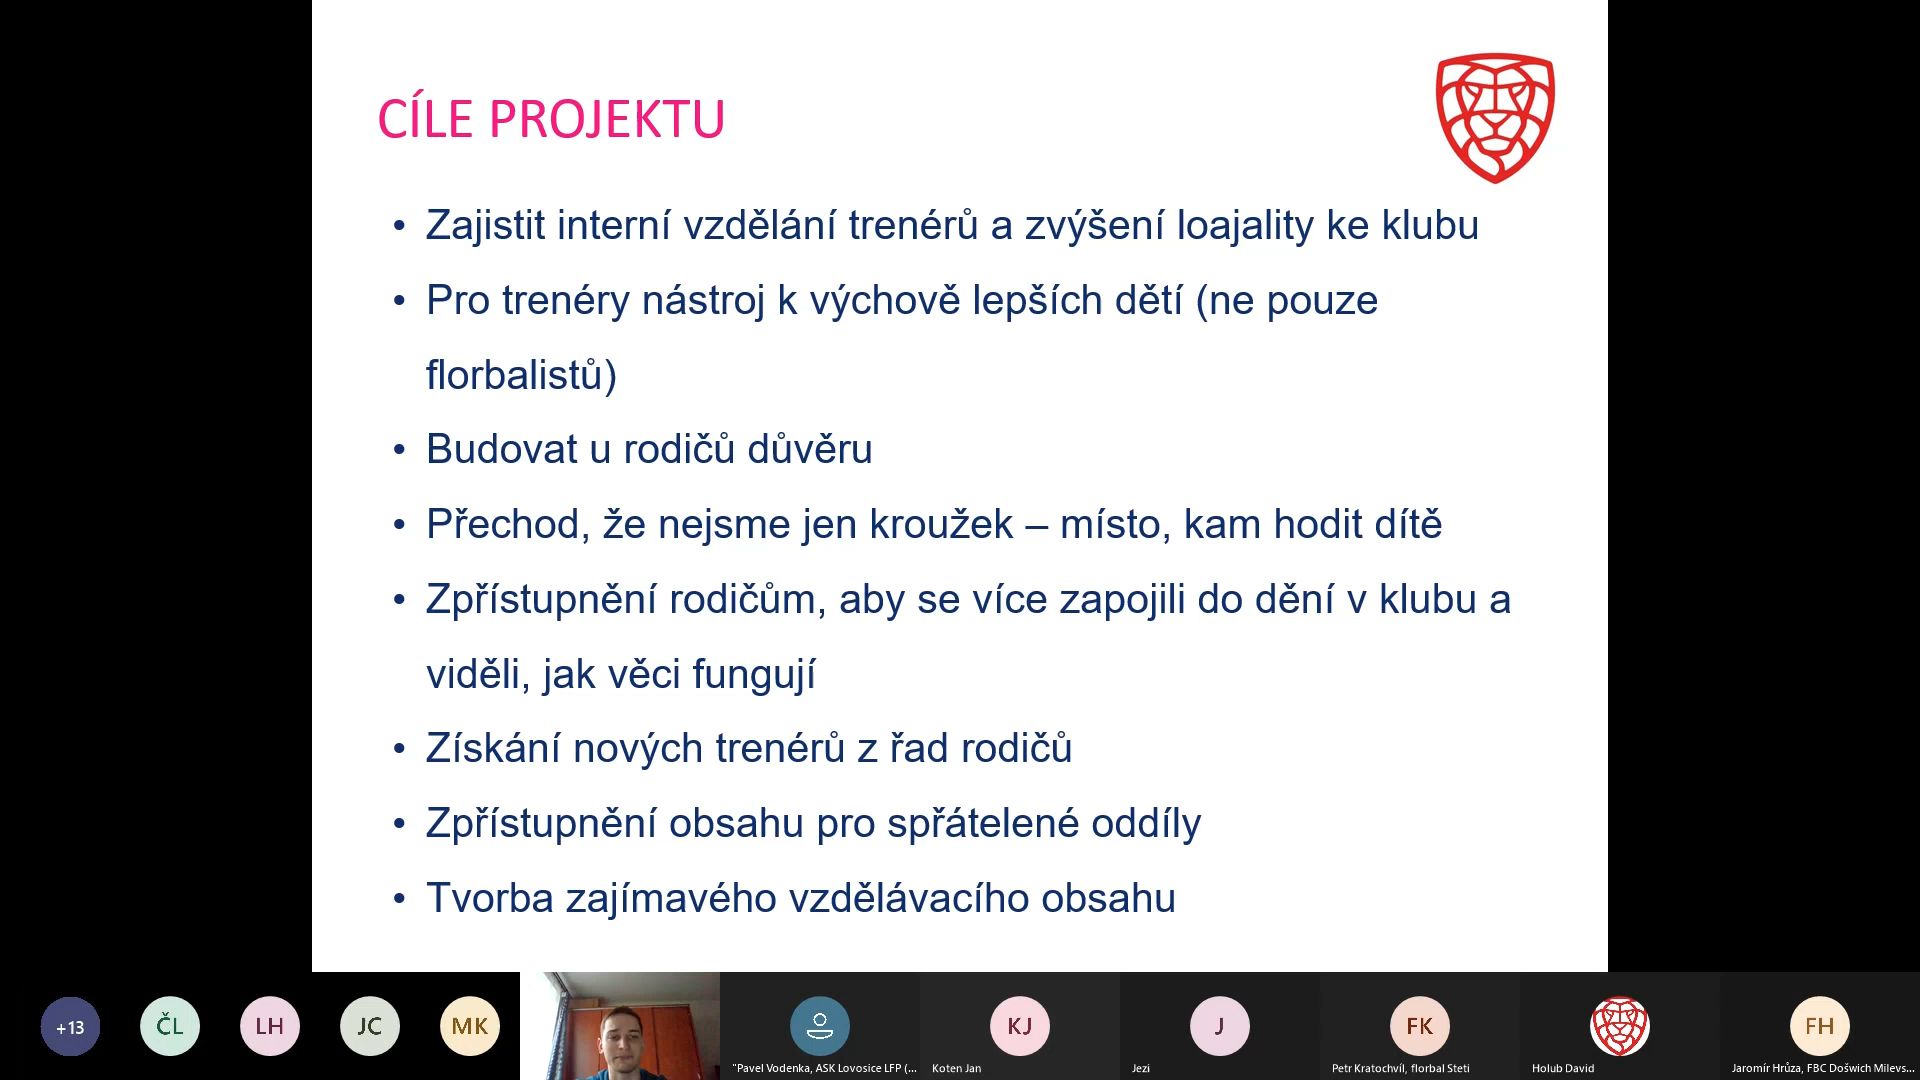 CÍLE PROJEKTU
• Zajistit interní vzdělání trenérů a zvýšení loajality ke klubu
• Pro trenéry nástroj k výchově lepších dětí (ne pouze
florbalistů)
• Budovat u rodičů důvěru
• Přechod, že nejsme jen kroužek – místo, kam hodit dítě
• Zpřístupnění rodičům, aby se více zapojili do dění v klubu a
viděli, jak věci fungují
• Získání nových trenérů z řad rodičů
• Zpřístupnění obsahu pro spřátelené oddíly
• Tvorba zajímavého vzdělávacího obsahu
+13
ČL
LH
JC
MK
KJ
J
FK
FH
"Pavel Vodenka, ASK Lovosice LFP (...
Koten Jan
Jezi
Petr Kratochvíl, florbal Steti
Holub David
Jaromír Hrůza, FBC Došwich Milevs...